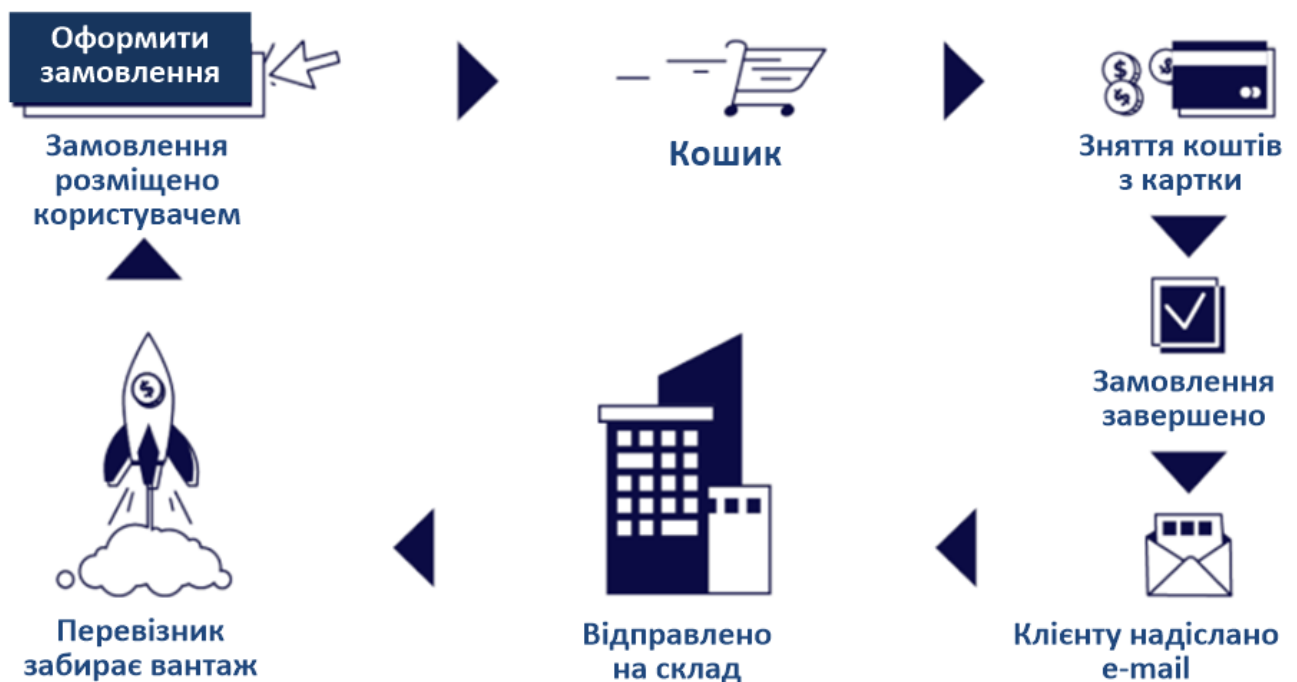 Оформити
замовлення
Замовлення
розміщено
користувачем
Кошик
Зняття коштів
з картки
Замовлення
завершено
Клієнту надіслано
e-mail
Відправлено
на склад
Перевізник
забирає вантаж